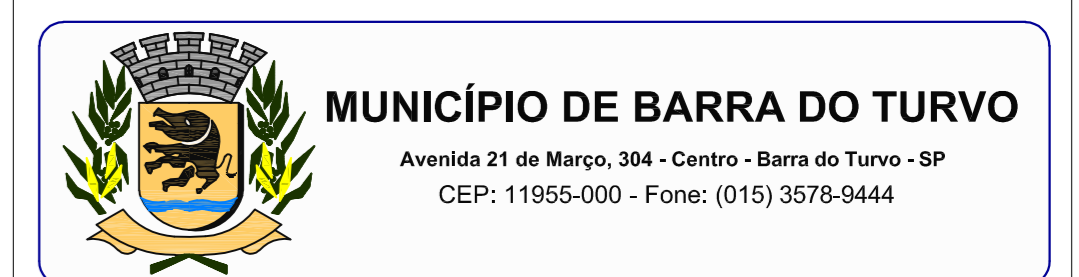 MUNICÍPIO DE BARRA DO TURVO
Avenida 21 de Março, 304 - Centro - Barra do Turvo - SP
CEP: 11955-000 - Fone: (015) 3578-9444